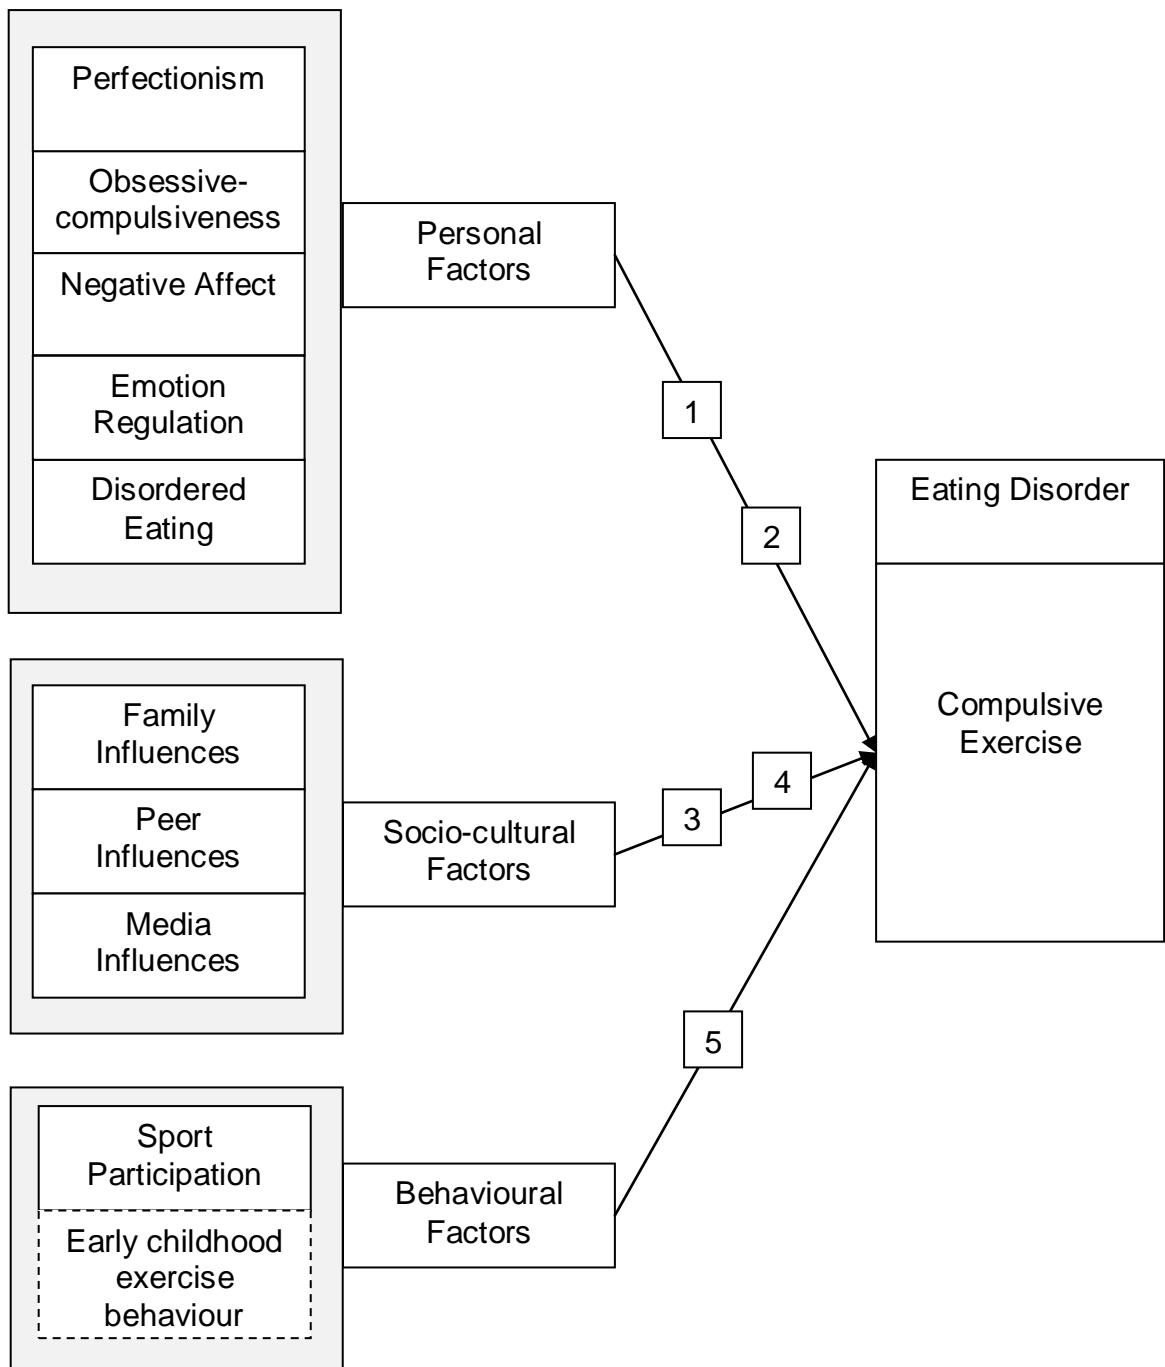 Perfectionism
Obsessive-
compulsiveness
Negative Affect
Emotion
Regulation
Disordered
Eating
Personal
Factors
1
2
Eating Disorder
Compulsive
Exercise
Family
Influences
Peer
Influences
Media
Influences
Socio-cultural
Factors
3
4
Sport
Participation
Early childhood
exercise
behaviour
Behavioural
Factors
5